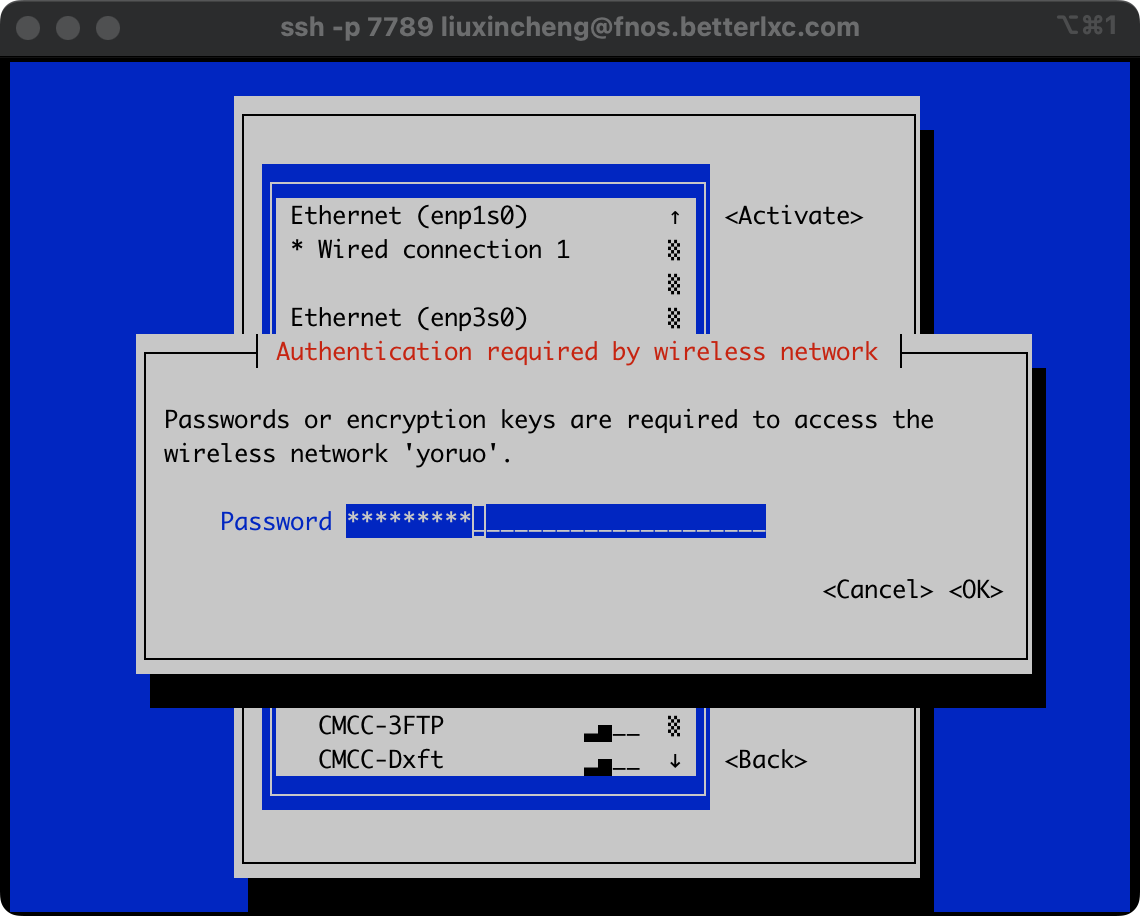 ssh -p 7789 liuxincheng@fnos.betterlxc.com ⌥⌘1
Ethernet (enp1s0) ↑ <Activate>
* Wired connection 1
Ethernet (enp3s0)
Authentication required by wireless network
Passwords or encryption keys are required to access the
wireless network 'yoruo'.
Password *********______________________
<Cancel> <OK>
CMCC-3FTP ▃▅__
CMCC-Dxft ▃▅__ ↓ <Back>